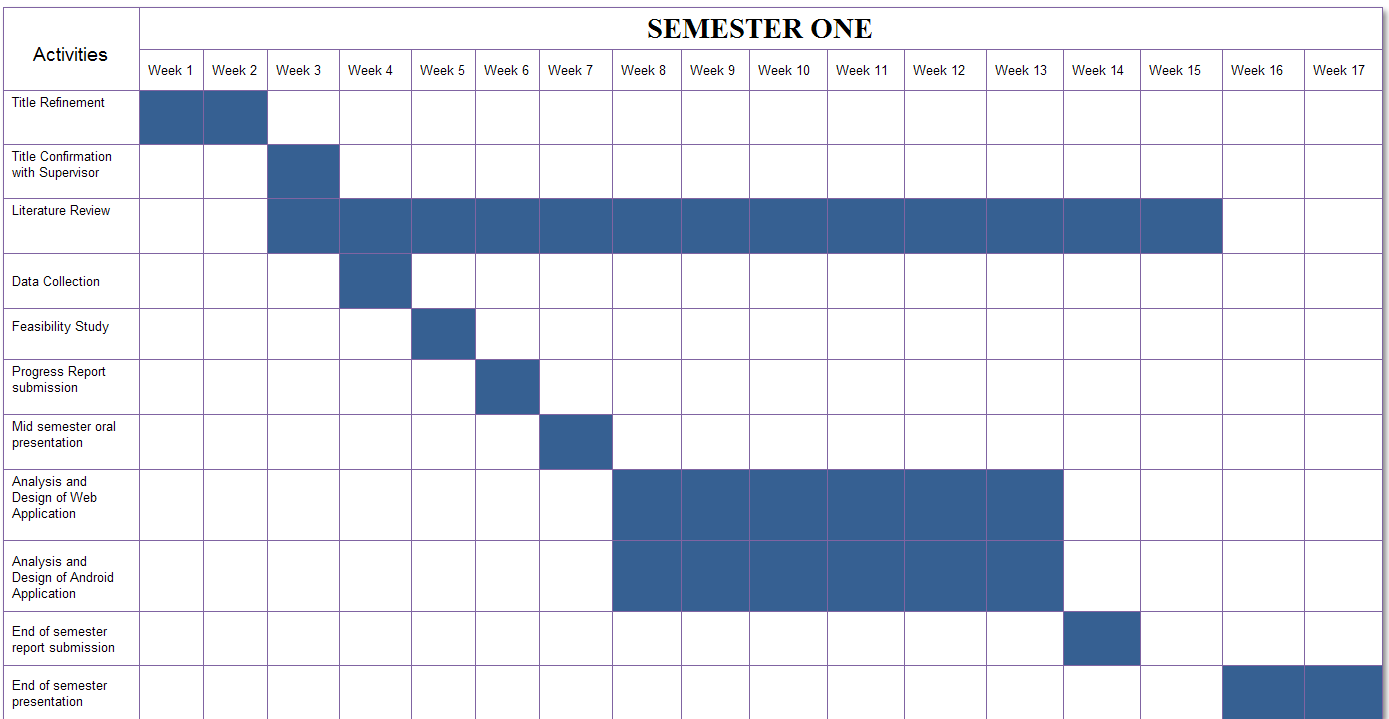 SEMESTER ONE
Activities
Week 1
Week 2
Week 3
Week 4
Week 5
Week 6
Week 7
Week 8
Week 9
Week 10
Week 11
Week 12
Week 13
Week 14
Week 15
Week 16
Week 17
Title Refinement
Title Confirmation
with Supervisor
Literature Review
Data Collection
Feasibility Study
Progress Report
submission
Mid semester oral
presentation
Analysis and
Design of Web
Application
Analysis and
Design of Android
Application
End of semester
report submission
End of semester
presentation